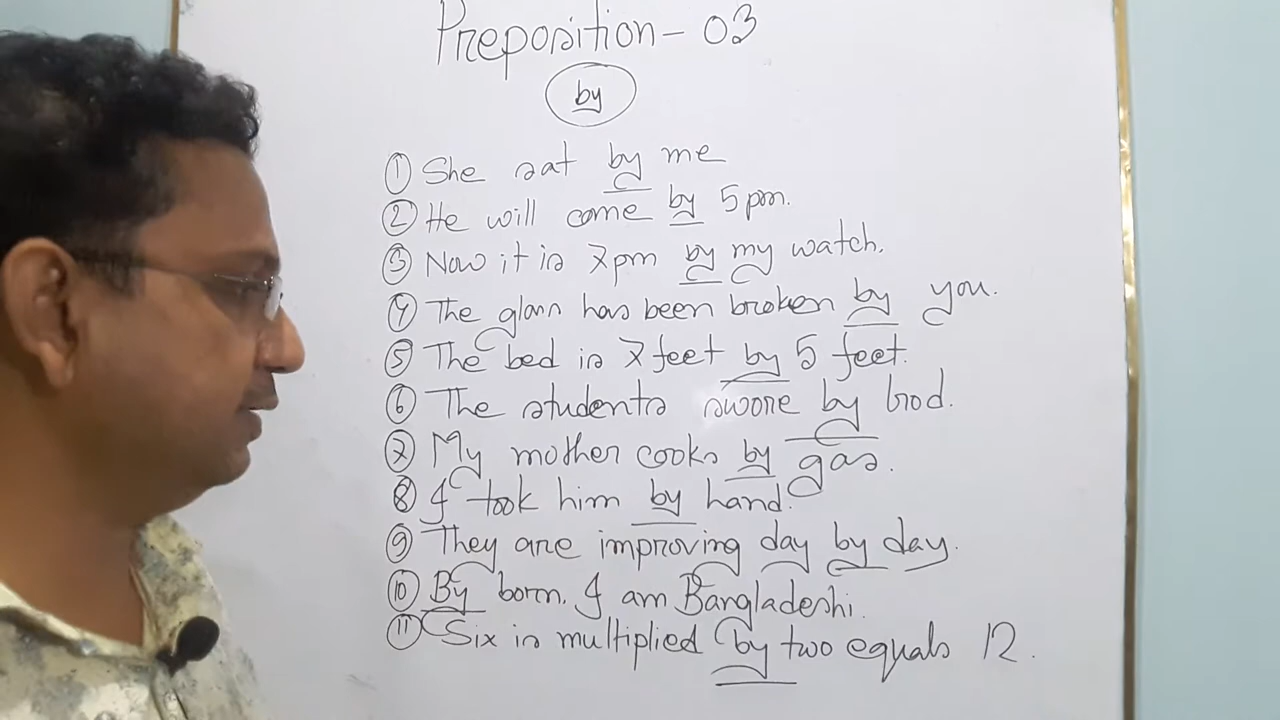 Preposition - 03
by
① She sat by me
② He will come by 5 pm.
③ Now it is 7 pm by my watch.
④ The glass has been broken by you.
⑤ The bed is 7 feet by 5 feet.
⑥ The students swore by God.
⑦ My mother cooks by gas.
⑧ I took him by hand.
⑨ They are improving day by day.
⑩ By born. I am Bangladeshi.
⑪ Six is multiplied by two equals 12.